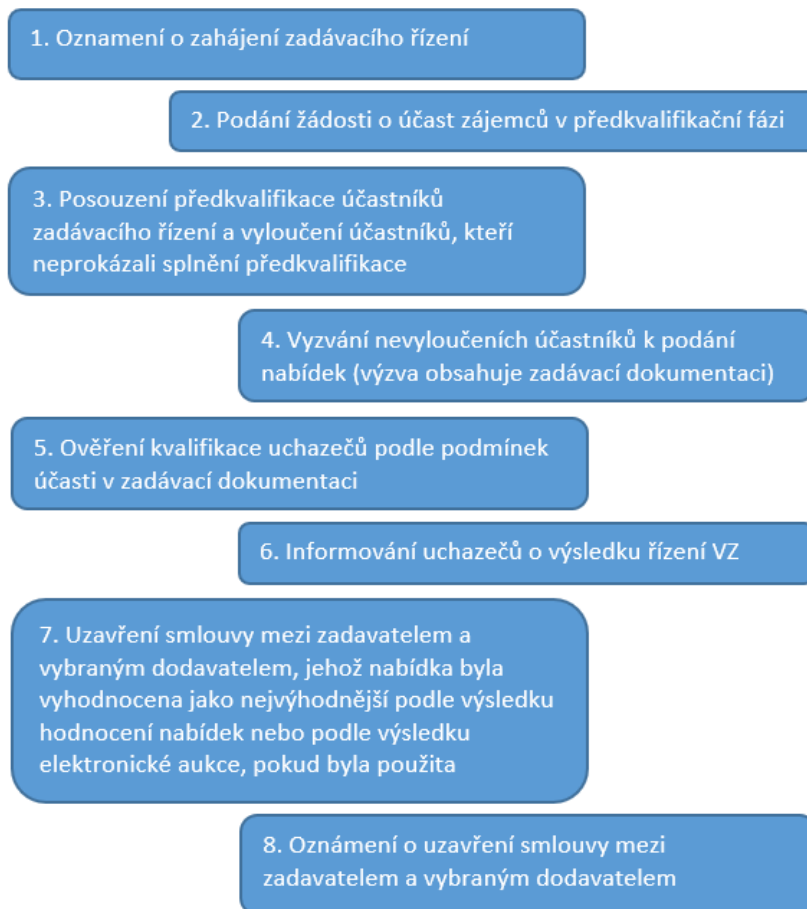 1. Oznamení o zahájení zadávacího řízení
2. Podání žádosti o účast zájemců v předkvalifikační fázi
3. Posouzení předkvalifikace účastníků
zadávacího řízení a vyloučení účastníků, kteří
neprokázali splnění předkvalifikace
4. Vyzvání nevyloučeních účastníků k podání
nabídek (výzva obsahuje zadávací dokumentaci)
5. Ověření kvalifikace uchazečů podle podmínek
účasti v zadávací dokumentaci
6. Informování uchazečů o výsledku řízení VZ
7. Uzavření smlouvy mezi zadavatelem a
vybraným dodavatelem, jehož nabídka byla
vyhodnocena jako nejvýhodnější podle výsledku
hodnocení nabídek nebo podle výsledku
elektronické aukce, pokud byla použita
8. Oznámení o uzavření smlouvy mezi
zadavatelem a vybraným dodavatelem